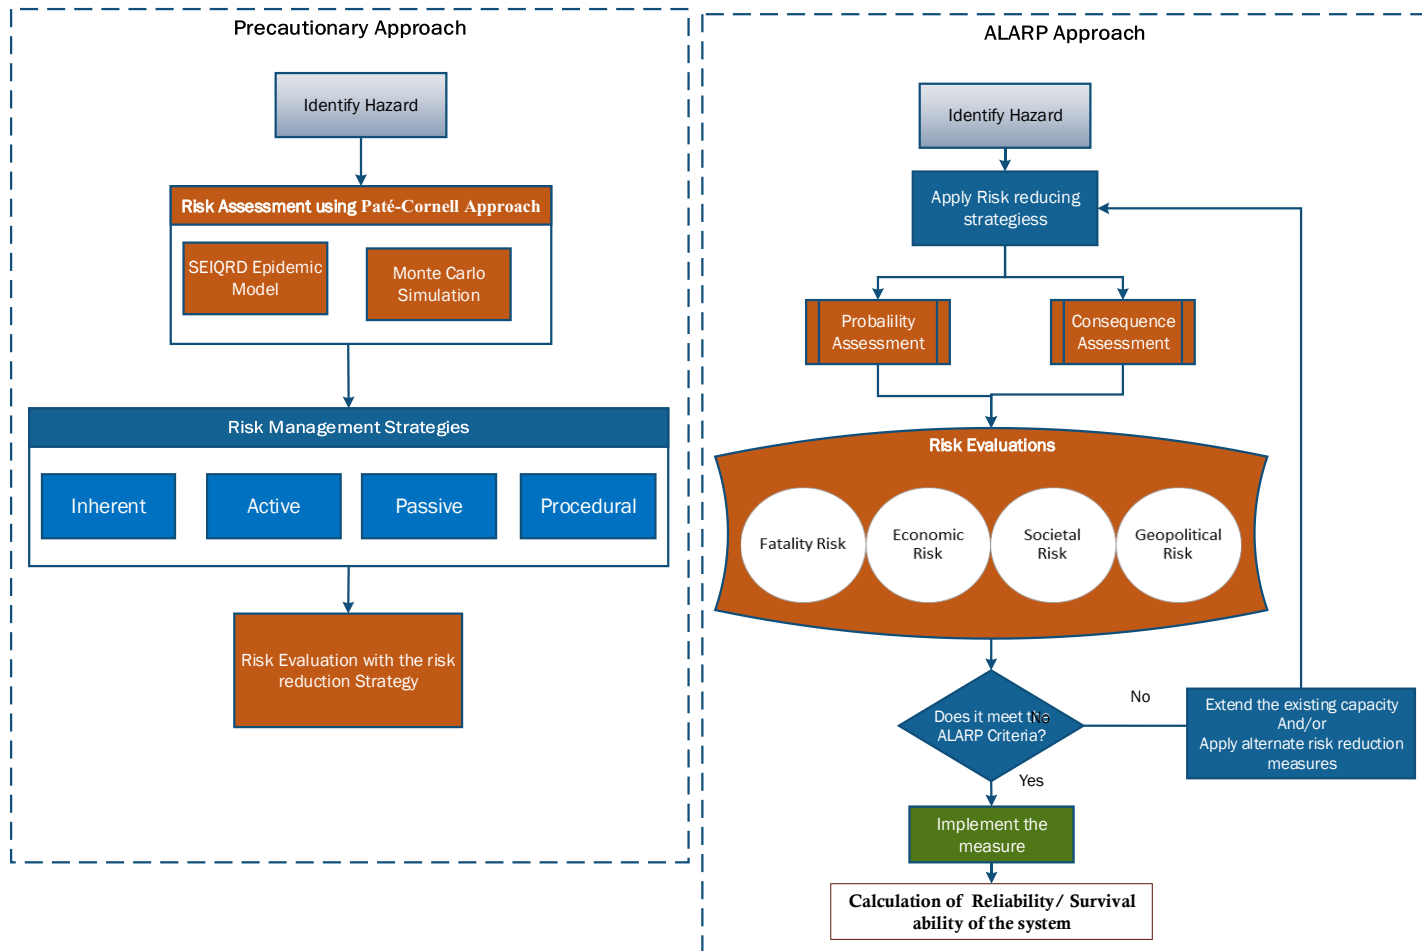 Precautionary Approach
Identify Hazard
Risk Assessment using Paté-Cornell Approach
SEIQRD Epidemic
Model
Monte Carlo
Simulation
Risk Management Strategies
Inherent
Active
Passive
Procedural
Risk Evaluation with the risk
reduction Strategy
ALARP Approach
Identify Hazard
Apply Risk reducing
strategiess
Probalility
Assessment
Consequence
Assessment
Risk Evaluations
Fatality Risk
Economic
Risk
Societal
Risk
Geopolitical
Risk
Does it meet the
ALARP Criteria?
No
No
Extend the existing capacity
And/or
Apply alternate risk reduction
measures
Yes
Implement the
measure
Calculation of Reliability/ Survival
ability of the system